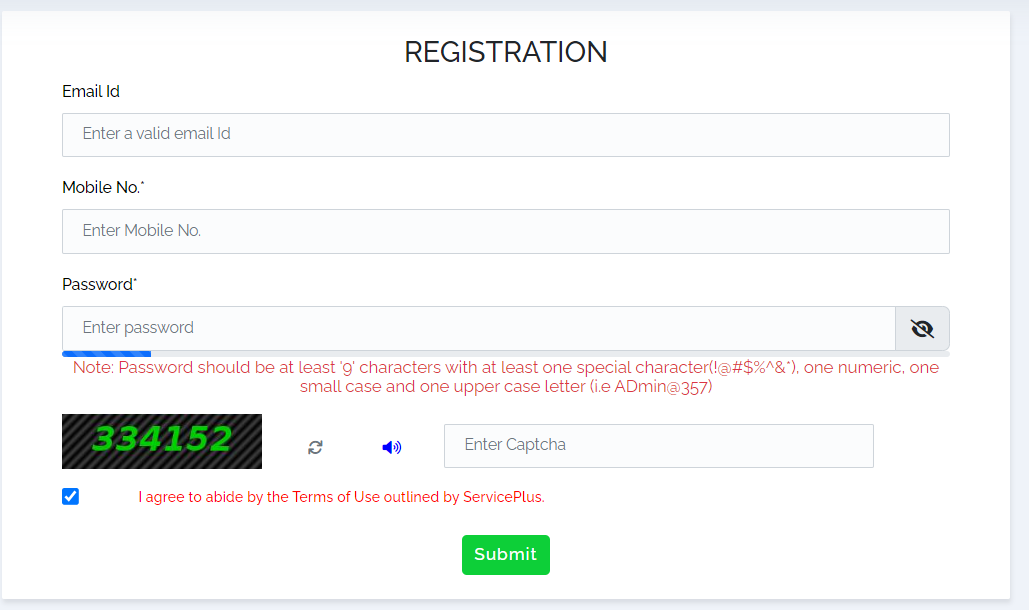 REGISTRATION
Email Id
Enter a valid email Id
Mobile No.*
Enter Mobile No.
Password*
Enter password
Note: Password should be at least '9' characters with at least one special character(!@#$%^&*), one numeric, one
small case and one upper case letter (i.e ADmin@357)
334152
Enter Captcha
I agree to abide by the Terms of Use outlined by ServicePlus.
Submit